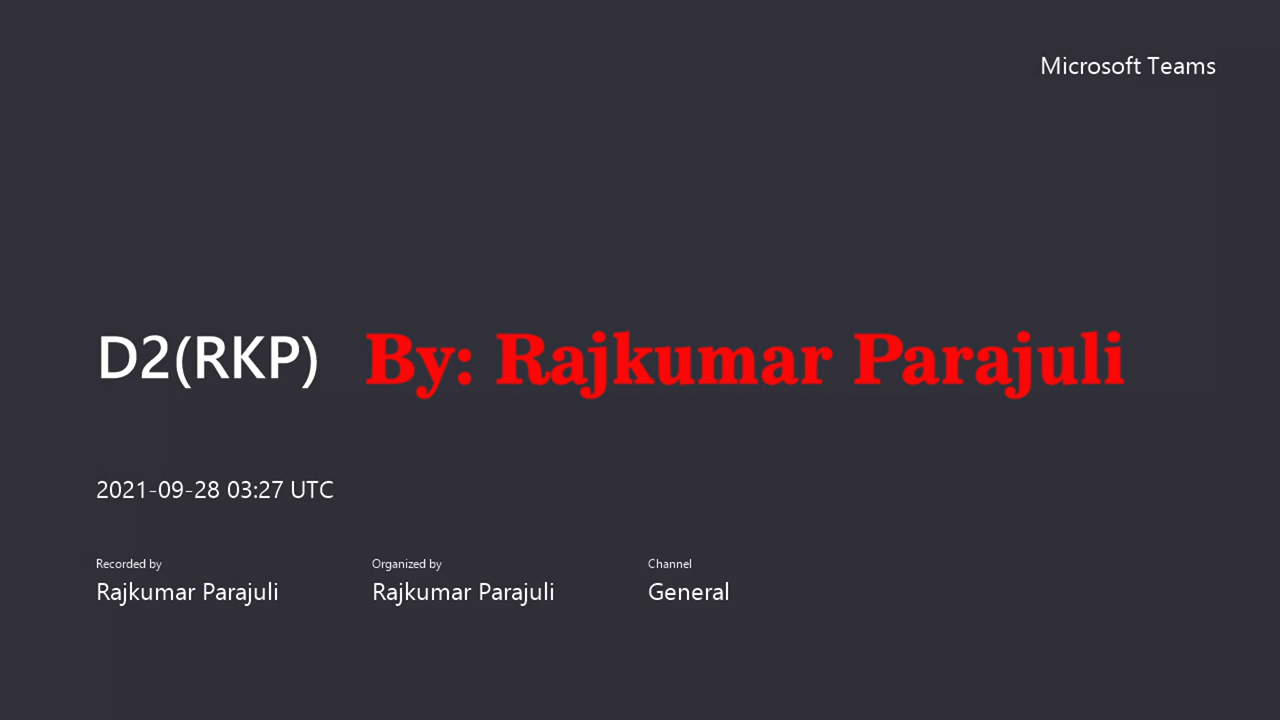 Microsoft Teams
D2(RKP) By: Rajkumar Parajuli
2021-09-28 03:27 UTC
Recorded by Organized by Channel
Rajkumar Parajuli Rajkumar Parajuli General